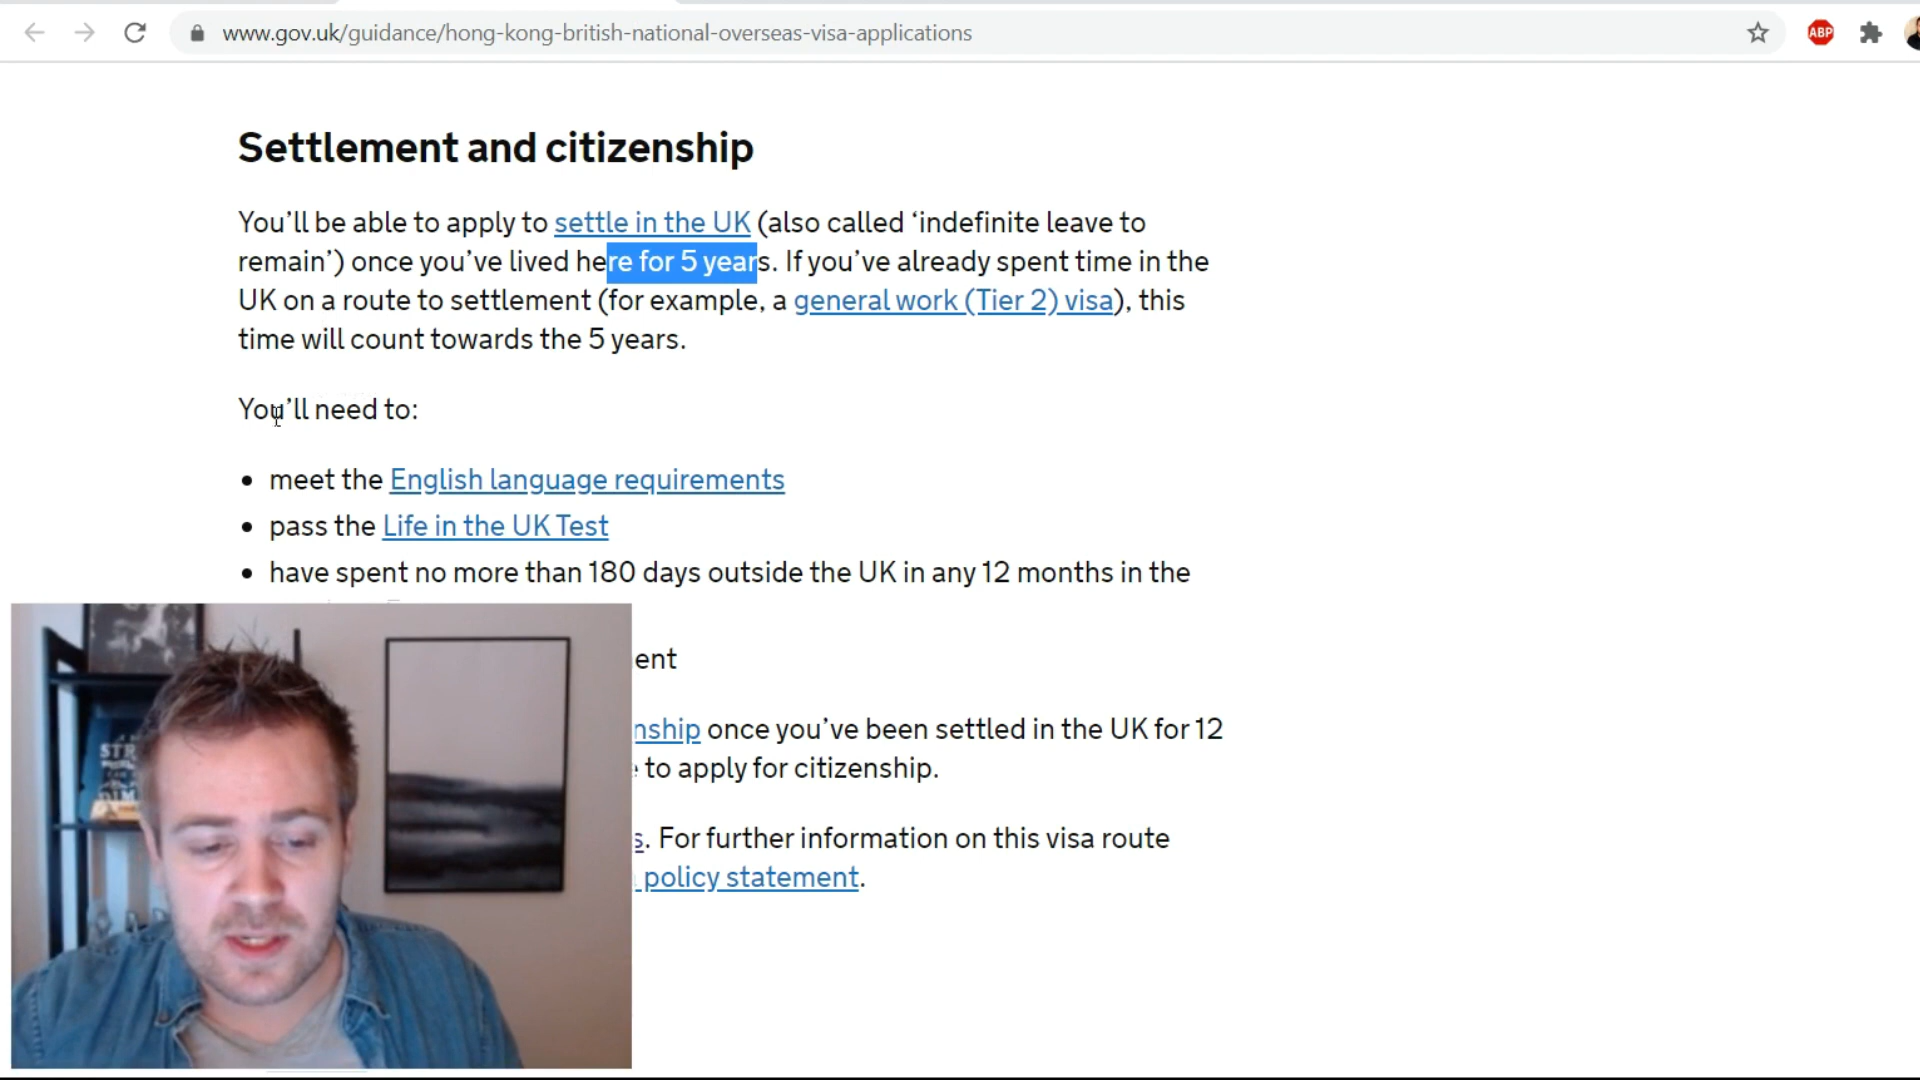 www.gov.uk/guidance/hong-kong-british-national-overseas-visa-applications
ABP
Settlement and citizenship
You’ll be able to apply to settle in the UK (also called ‘indefinite leave to
remain’) once you’ve lived here for 5 years. If you’ve already spent time in the
UK on a route to settlement (for example, a general work (Tier 2) visa), this
time will count towards the 5 years.
You’ll need to:
• meet the English language requirements
• pass the Life in the UK Test
• have spent no more than 180 days outside the UK in any 12 months in the
ent
nship once you’ve been settled in the UK for 12
to apply for citizenship.
s. For further information on this visa route
policy statement.
STR